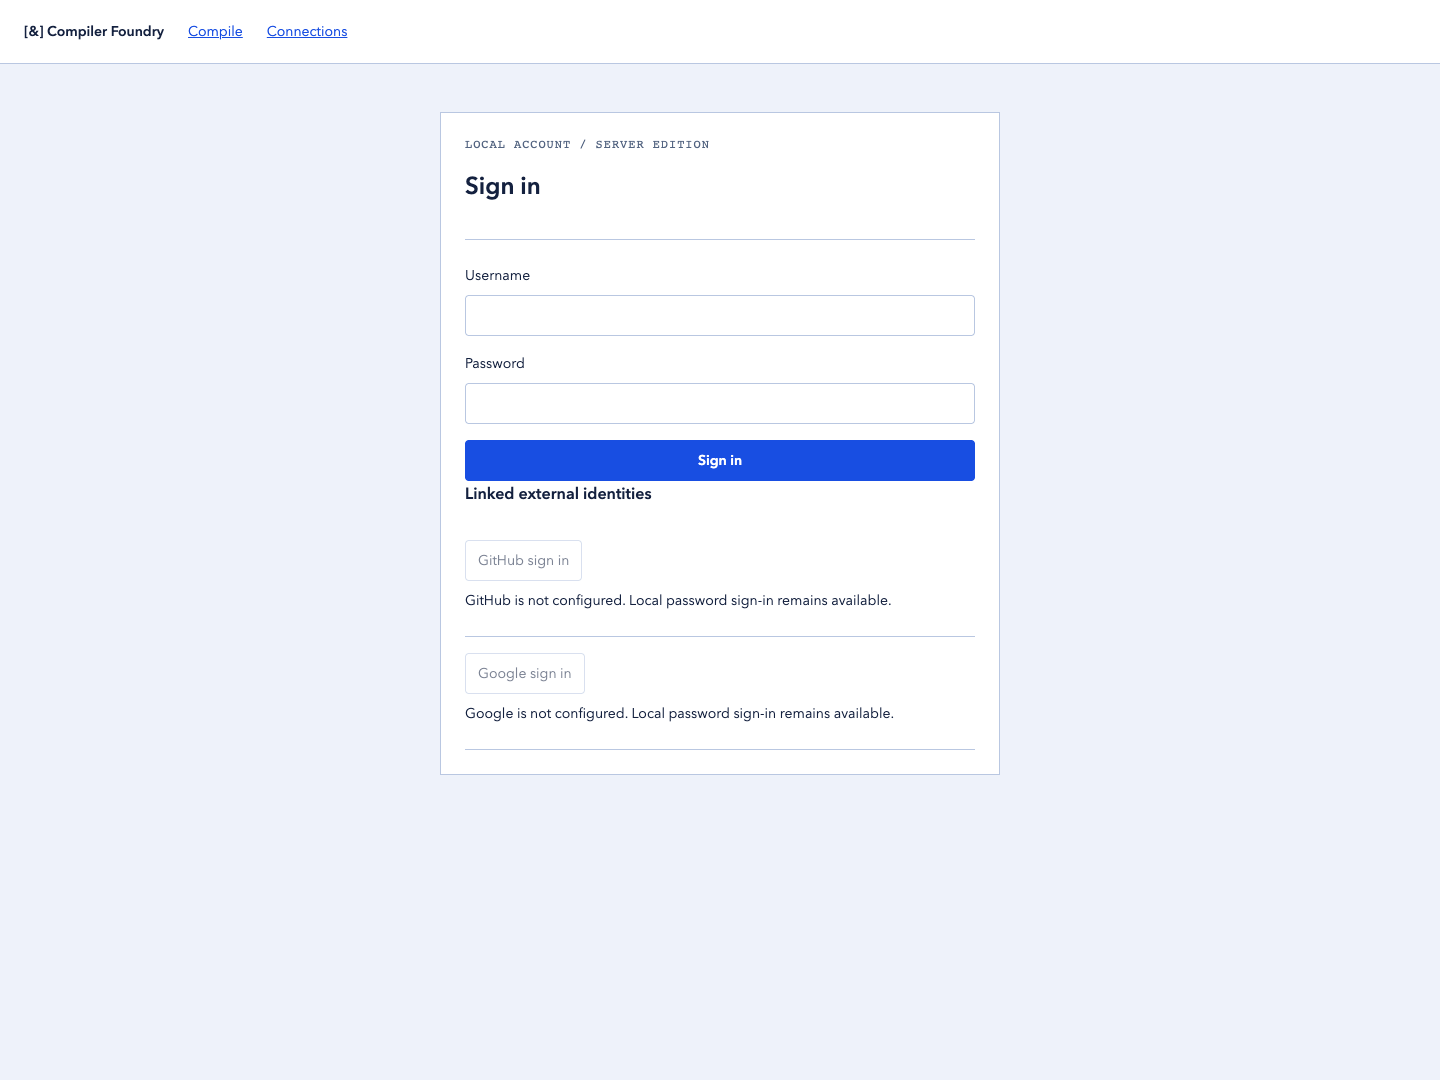 [&] Compiler Foundry Compile Connections
LOCAL ACCOUNT / SERVER EDITION
Sign in
Username
Password
Sign in
Linked external identities
GitHub sign in
GitHub is not configured. Local password sign-in remains available.
Google sign in
Google is not configured. Local password sign-in remains available.